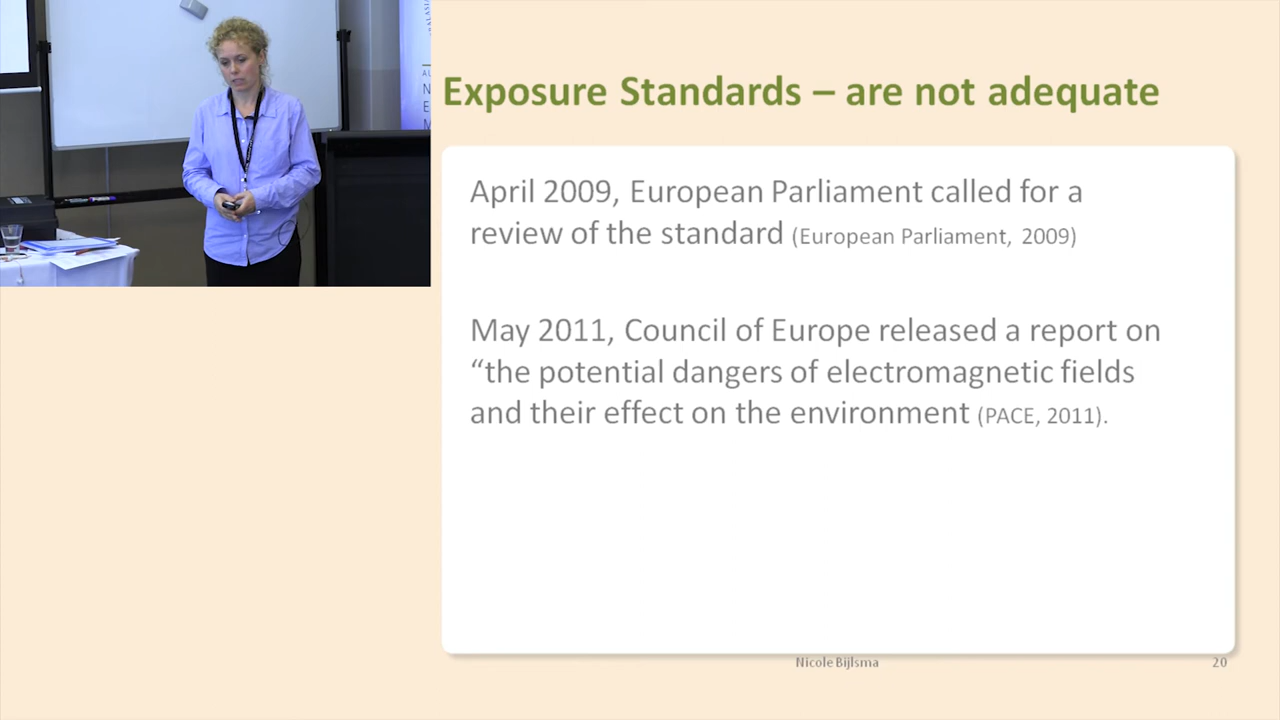 Exposure Standards – are not adequate
April 2009, European Parliament called for a
review of the standard (European Parliament, 2009)
May 2011, Council of Europe released a report on
“the potential dangers of electromagnetic fields
and their effect on the environment (PACE, 2011).
Nicole Bijlsma
20